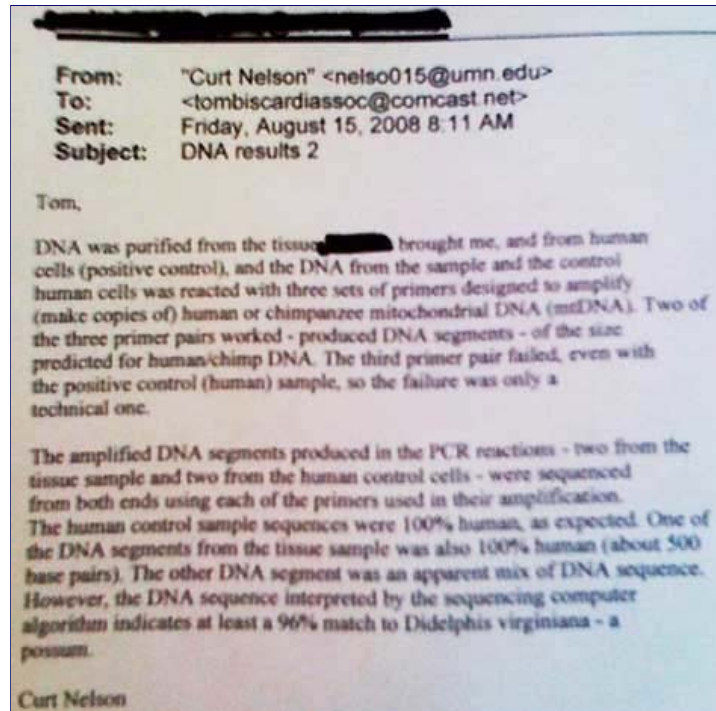 From: "Curt Nelson" <nelso015@umn.edu>
To: <tombiscardiassoc@comcast.net>
Sent: Friday, August 15, 2008 8:11 AM
Subject: DNA results 2
Tom,
DNA was purified from the tissue brought me, and from human
cells (positive control), and the DNA from the sample and the control
human cells was reacted with three sets of primers designed to amplify
(make copies of) human or chimpanzee mitochondrial DNA (mtDNA). Two of
the three primer pairs worked - produced DNA segments - of the size
predicted for human/chimp DNA. The third primer pair failed, even with
the positive control (human) sample, so the failure was only a
technical one.
The amplified DNA segments produced in the PCR reactions - two from the
tissue sample and two from the human control cells - were sequenced
from both ends using each of the primers used in their amplification.
The human control sample sequences were 100% human, as expected. One of
the DNA segments from the tissue sample was also 100% human (about 500
base pairs). The other DNA segment was an apparent mix of DNA sequence.
However, the DNA sequence interpreted by the sequencing computer
algorithm indicates at least a 96% match to Didelphis virginiana - a
possum.
Curt Nelson